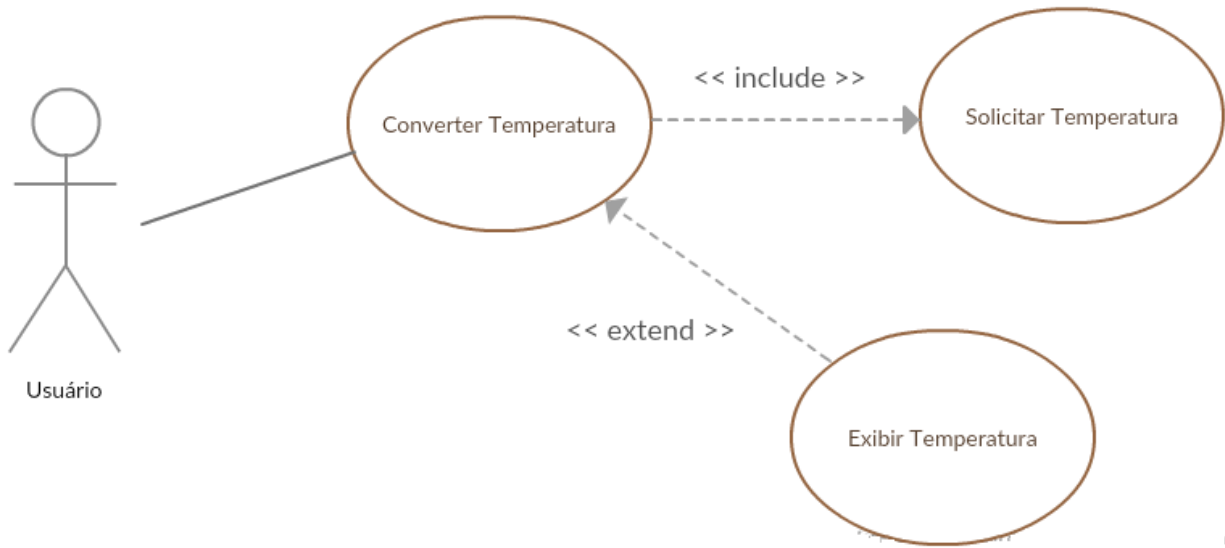 << include >>
Converter Temperatura
Solicitar Temperatura
<< extend >>
Usuário
Exibir Temperatura